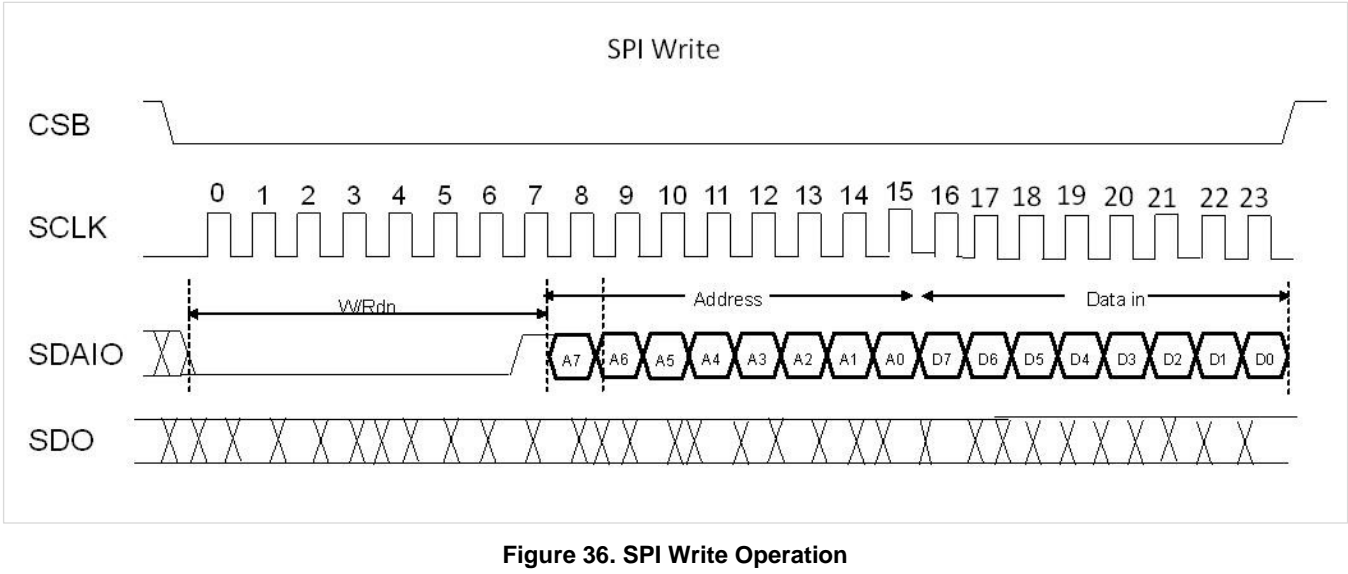 SPI Write
CSB
0 1 2 3 4 5 6 7 8 9 10 11 12 13 14 15 16 17 18 19 20 21 22 23
SCLK
W/Rdn Address Data in
SDAIO A7 A6 A5 A4 A3 A2 A1 A0 D7 D6 D5 D4 D3 D2 D1 D0
SDO
Figure 36. SPI Write Operation